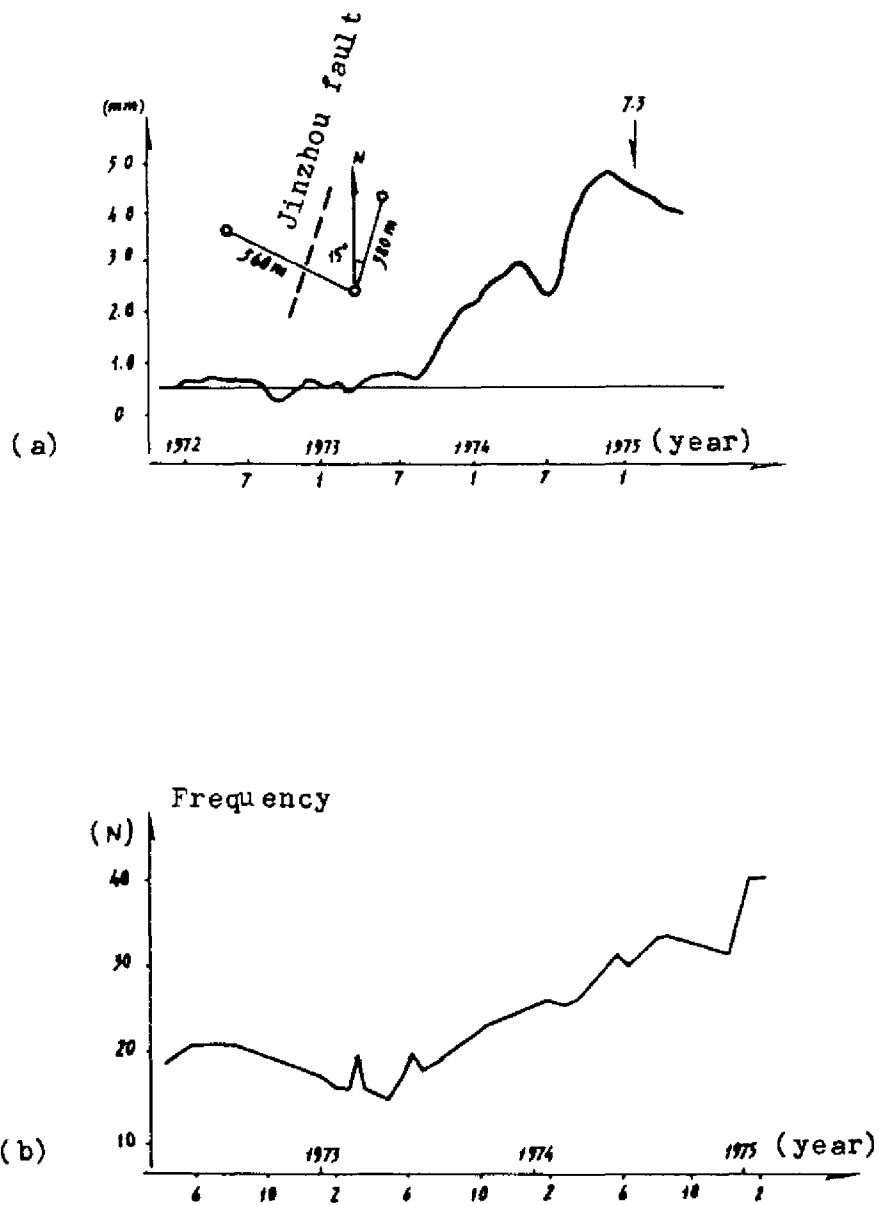 Jinzhou fault
(mm)
7.3
N
5.0
4.0
3.0
2.0
1.0
0
560 m
15°
380 m
(a)
1972 1973 1974 1975 (year)
7 1 7 1 7 1
Frequency
(N)
40
30
20
10
(b)
1973 1974 1975 (year)
6 10 2 6 10 2 6 10 2